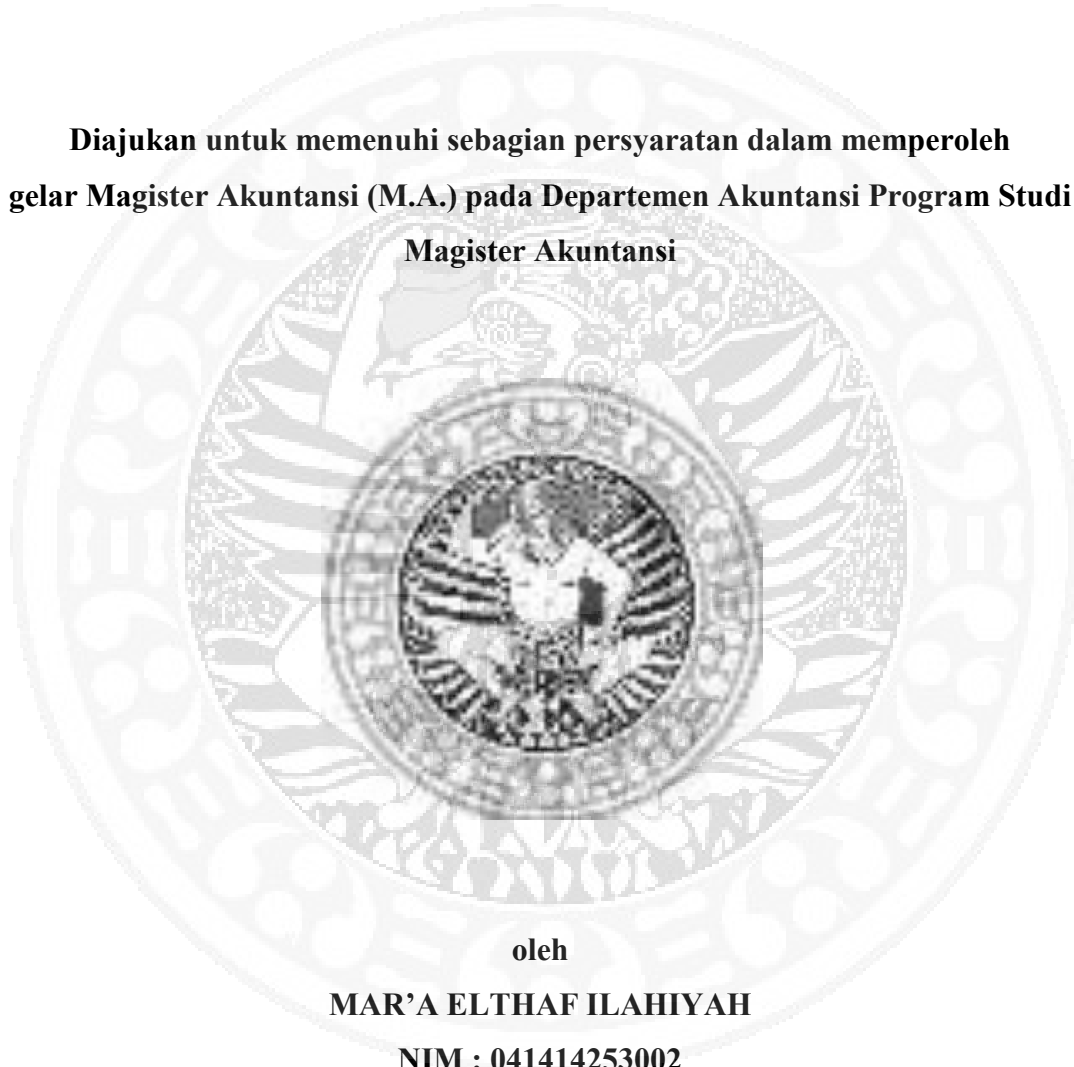 Diajukan untuk memenuhi sebagian persyaratan dalam memperoleh
gelar Magister Akuntansi (M.A.) pada Departemen Akuntansi Program Studi
Magister Akuntansi
oleh
MAR’A ELTHAF ILAHIYAH
NIM : 041414253002